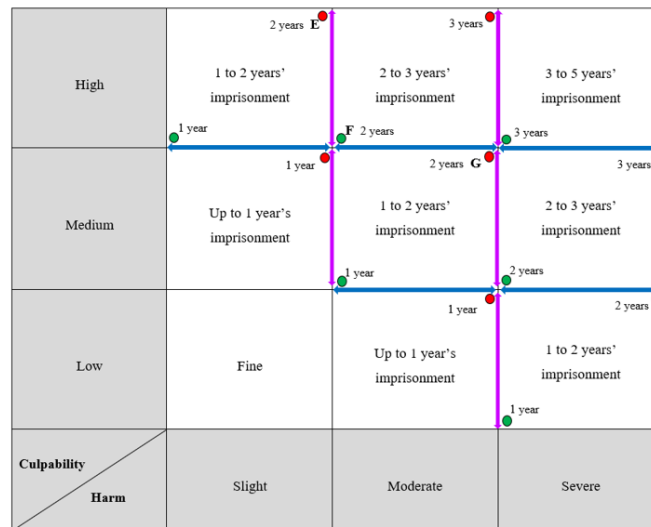 2 years E
3 years
High
1 to 2 years’
imprisonment
2 to 3 years’
imprisonment
3 to 5 years’
imprisonment
1 year
F 2 years
3 years
1 year
2 years G
3 years
Medium
Up to 1 year’s
imprisonment
1 to 2 years’
imprisonment
2 to 3 years’
imprisonment
1 year
2 years
1 year
2 years
Low
Fine
Up to 1 year’s
imprisonment
1 to 2 years’
imprisonment
1 year
Culpability
Harm
Slight
Moderate
Severe